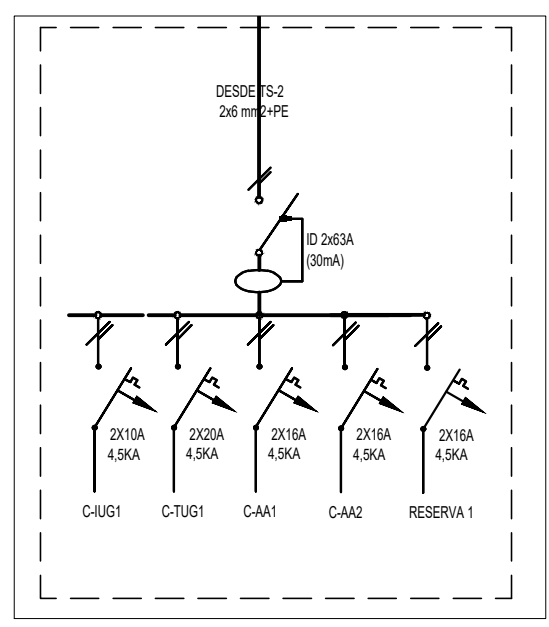 DESDE TS-2
2x6 mm2+PE
ID 2x63A
(30mA)
2X10A
4,5KA
2X20A
4,5KA
2X16A
4,5KA
2X16A
4,5KA
2X16A
4,5KA
C-IUG1
C-TUG1
C-AA1
C-AA2
RESERVA 1